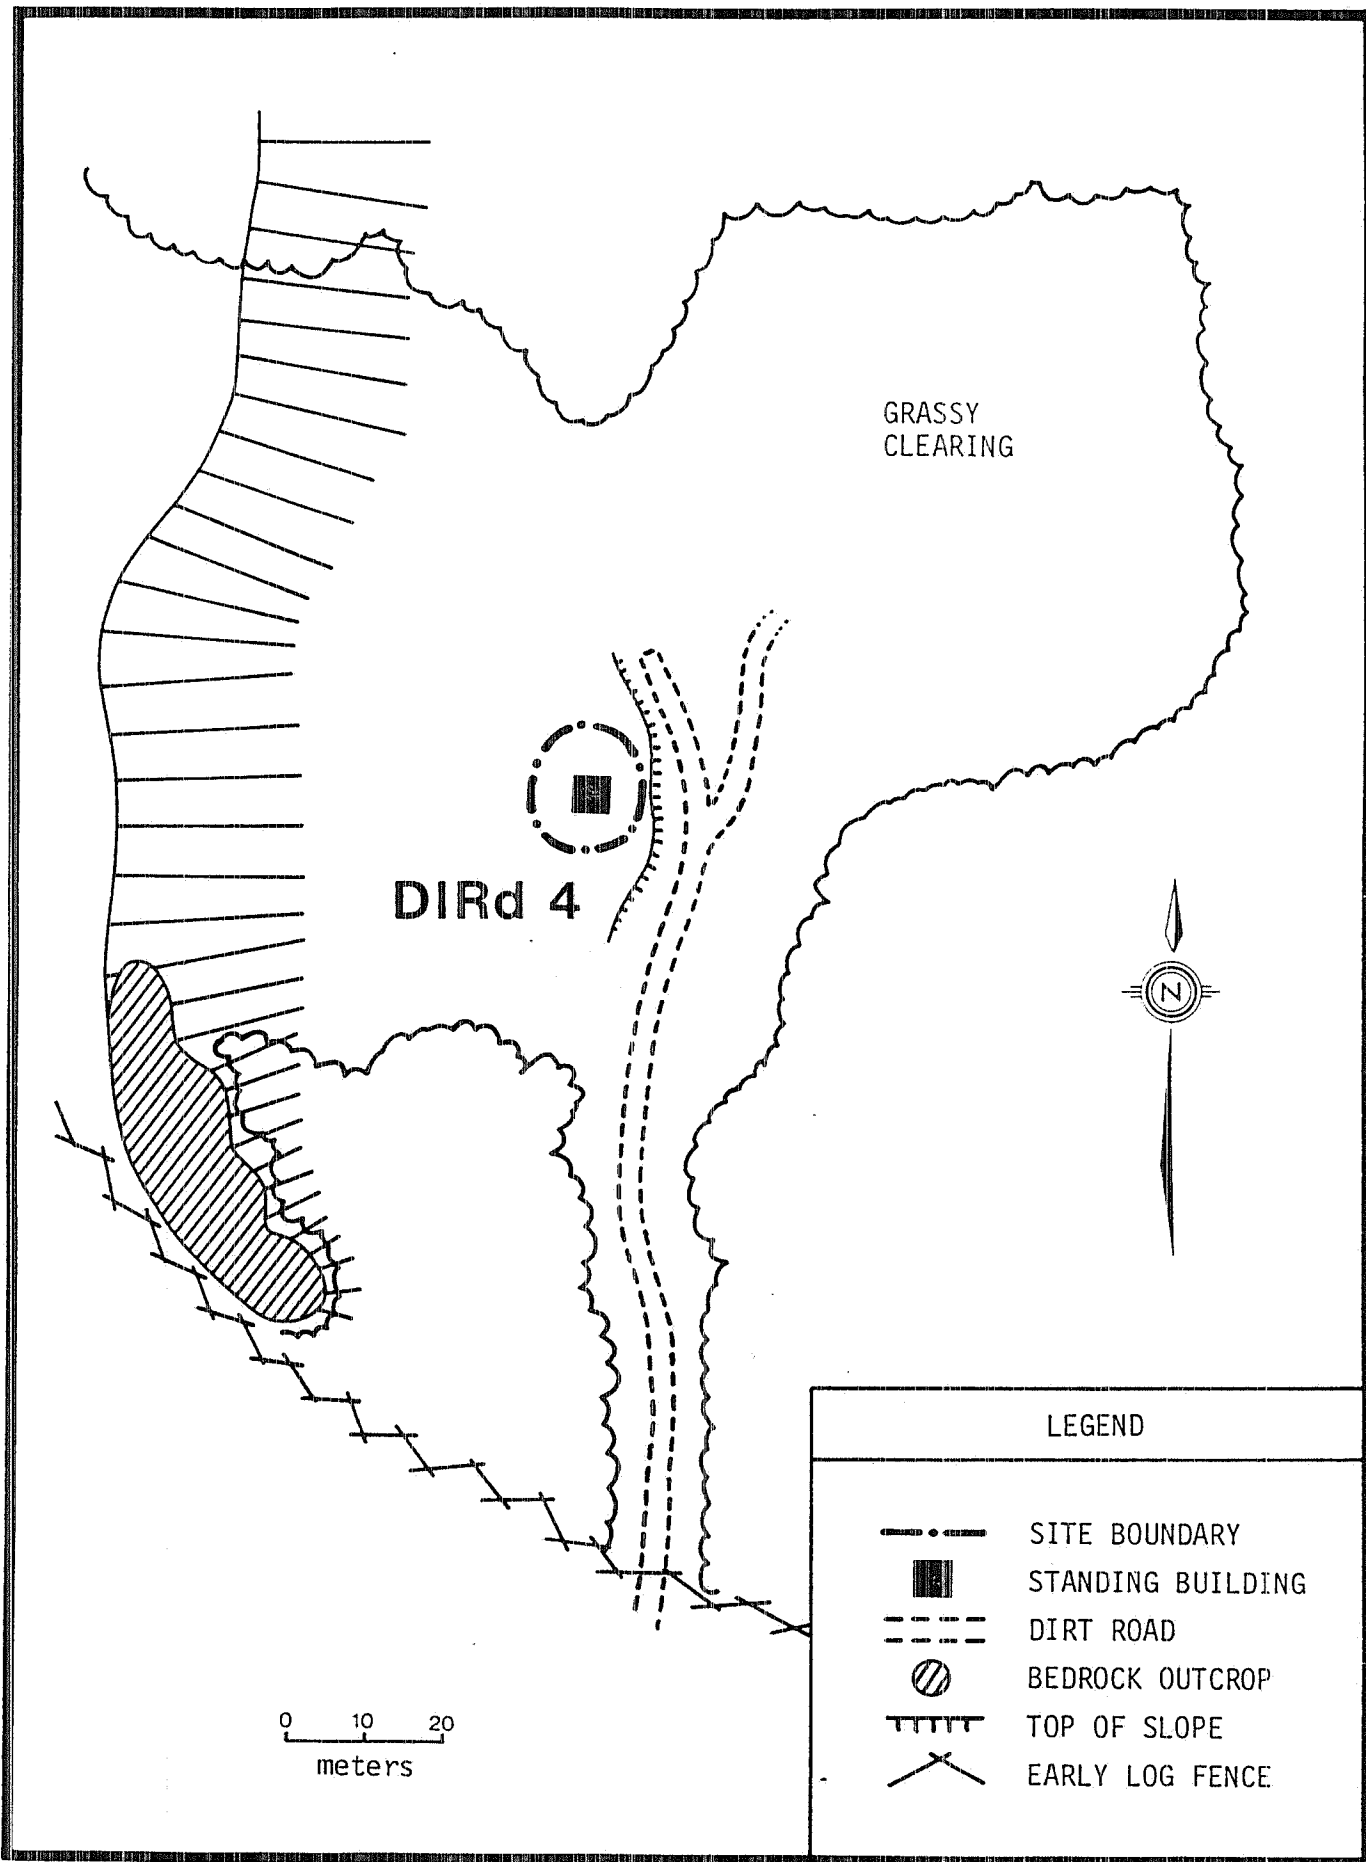 GRASSY
CLEARING
DIRd 4
N
LEGEND
SITE BOUNDARY
STANDING BUILDING
DIRT ROAD
BEDROCK OUTCROP
TOP OF SLOPE
EARLY LOG FENCE
0 10 20
meters